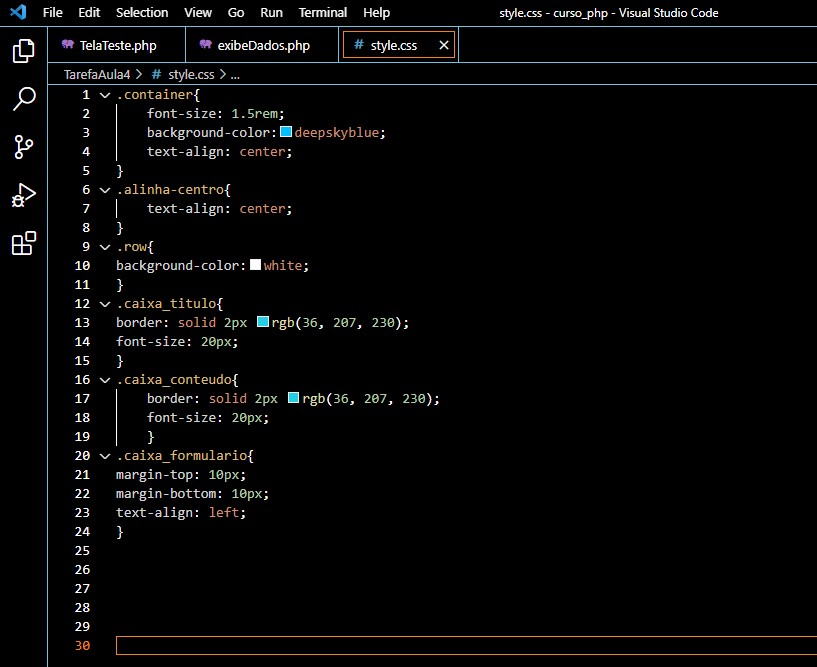 File Edit Selection View Go Run Terminal Help style.css - curso_php - Visual Studio Code
TelaTeste.php exibeDados.php # style.css ×
TarefaAula4 > # style.css > ...
1 .container{
2 font-size: 1.5rem;
3 background-color: deepskyblue;
4 text-align: center;
5 }
6 .alinha-centro{
7 text-align: center;
8 }
9 .row{
10 background-color: white;
11 }
12 .caixa_titulo{
13 border: solid 2px rgb(36, 207, 230);
14 font-size: 20px;
15 }
16 .caixa_conteudo{
17 border: solid 2px rgb(36, 207, 230);
18 font-size: 20px;
19 }
20 .caixa_formulario{
21 margin-top: 10px;
22 margin-bottom: 10px;
23 text-align: left;
24 }
25
26
27
28
29
30